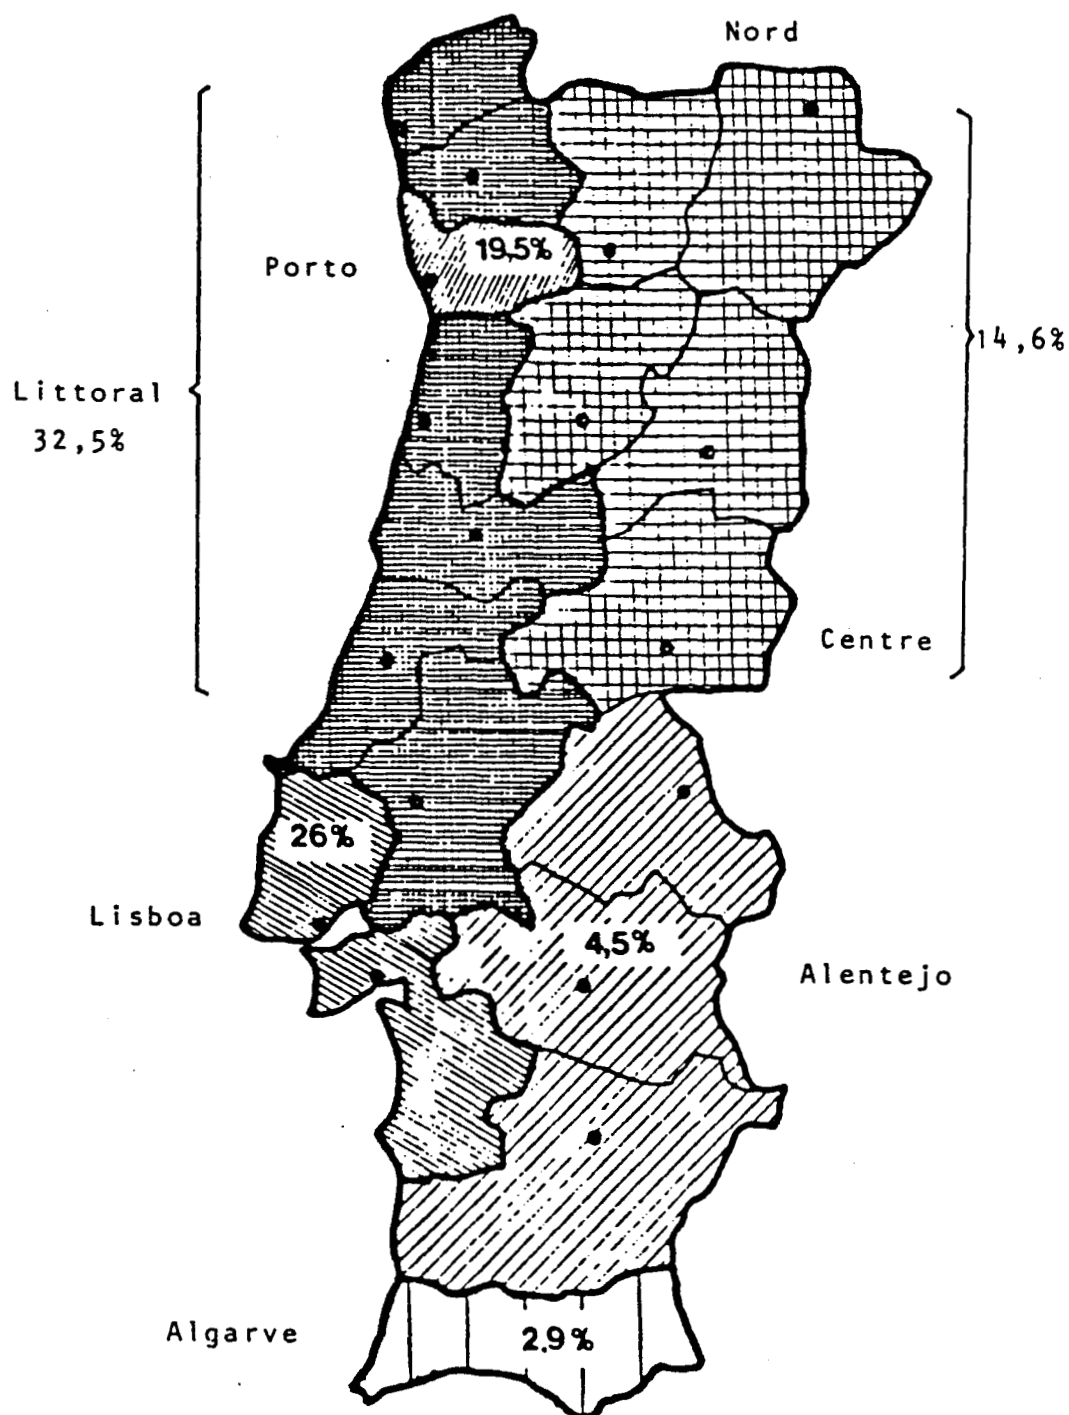 Nord
19,5%
Porto
14,6%
Littoral
32,5%
Centre
26%
Lisboa
4,5%
Alentejo
Algarve
2,9%